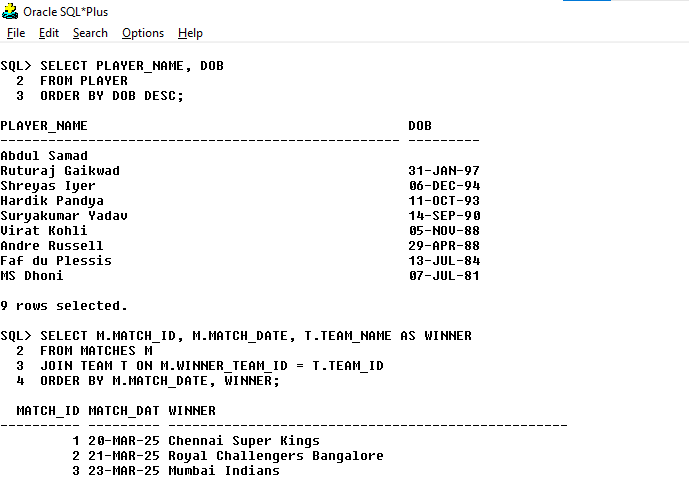 Oracle SQL*Plus
File Edit Search Options Help
SQL> SELECT PLAYER_NAME, DOB
  2  FROM PLAYER
  3  ORDER BY DOB DESC;
PLAYER_NAME                                        DOB
-------------------------------------------------- ---------
Abdul Samad
Ruturaj Gaikwad                                    31-JAN-97
Shreyas Iyer                                       06-DEC-94
Hardik Pandya                                      11-OCT-93
Suryakumar Yadav                                   14-SEP-90
Virat Kohli                                        05-NOV-88
Andre Russell                                      29-APR-88
Faf du Plessis                                     13-JUL-84
MS Dhoni                                           07-JUL-81
9 rows selected.
SQL> SELECT M.MATCH_ID, M.MATCH_DATE, T.TEAM_NAME AS WINNER
  2  FROM MATCHES M
  3  JOIN TEAM T ON M.WINNER_TEAM_ID = T.TEAM_ID
  4  ORDER BY M.MATCH_DATE, WINNER;
  MATCH_ID MATCH_DAT WINNER
---------- --------- --------------------------------------------------
         1 20-MAR-25 Chennai Super Kings
         2 21-MAR-25 Royal Challengers Bangalore
         3 23-MAR-25 Mumbai Indians